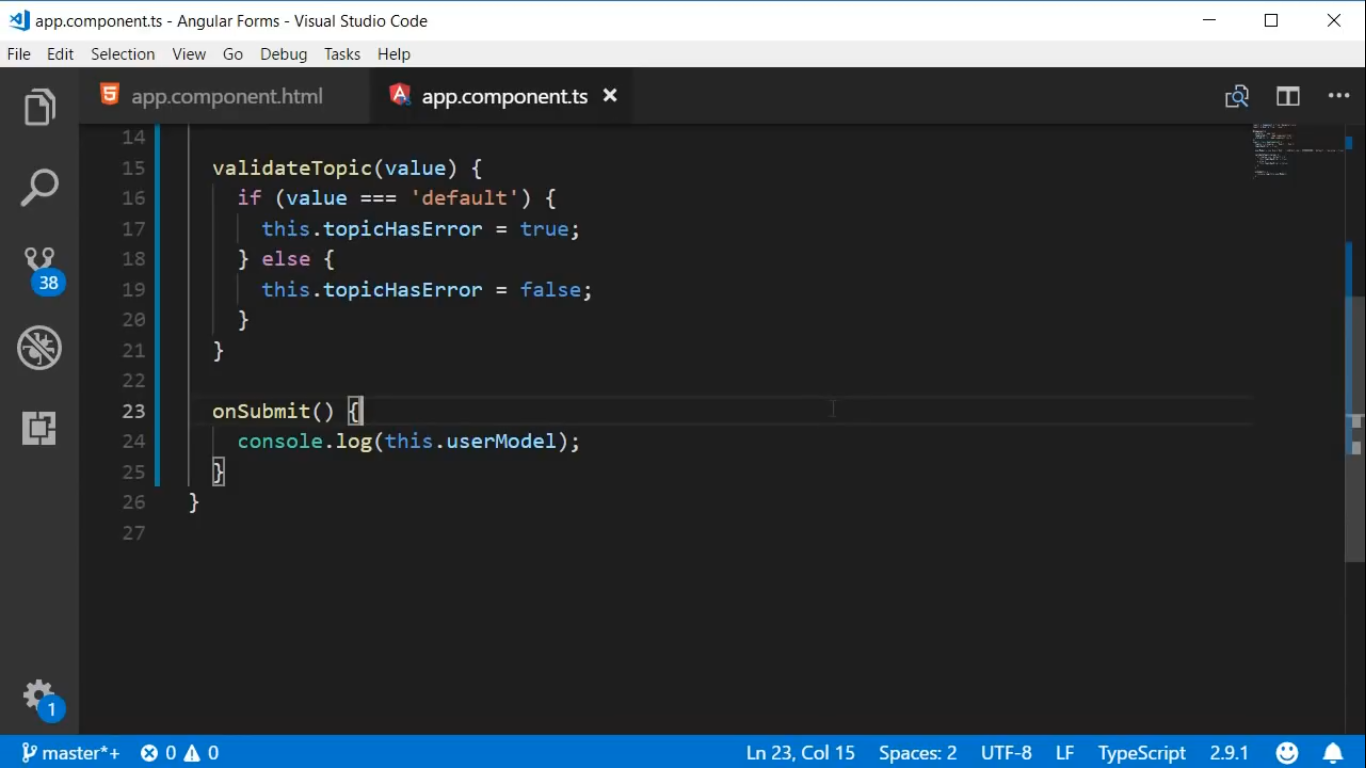 app.component.ts - Angular Forms - Visual Studio Code
File Edit Selection View Go Debug Tasks Help
app.component.html app.component.ts
14
15 validateTopic(value) {
16 if (value === 'default') {
17 this.topicHasError = true;
18 } else {
19 this.topicHasError = false;
20 }
21 }
22
23 onSubmit() {
24 console.log(this.userModel);
25 }
26 }
27
38
1
master*+ 0 0 Ln 23, Col 15 Spaces: 2 UTF-8 LF TypeScript 2.9.1